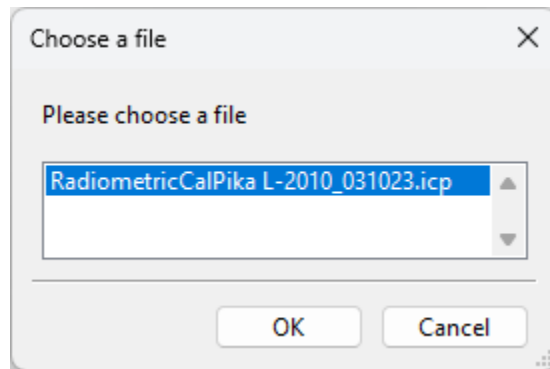 Choose a file
Please choose a file
RadiometricCalPika L-2010_031023.icp
OK
Cancel